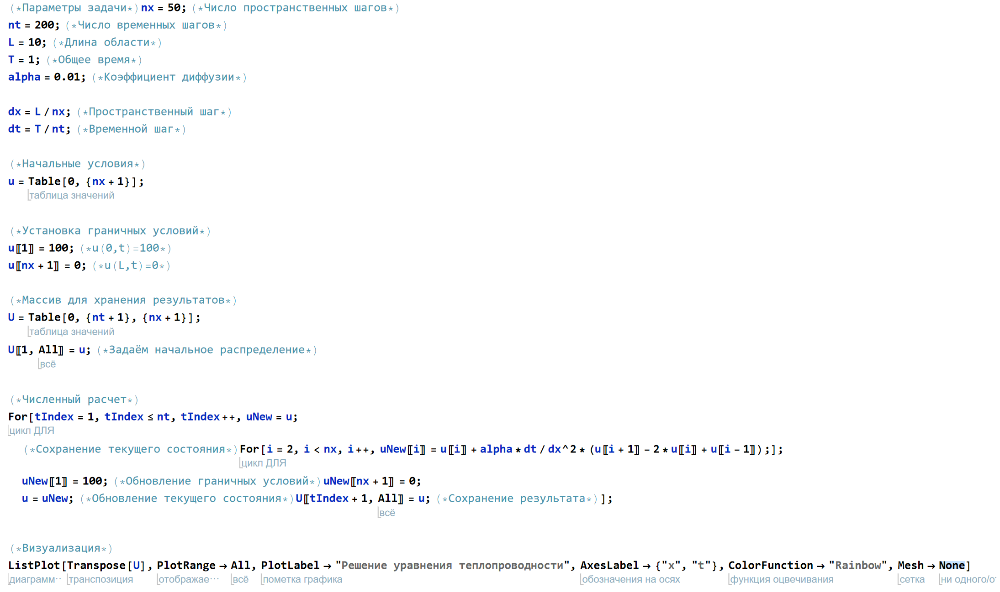 (*Параметры задачи*)nx = 50; (*Число пространственных шагов*)
nt = 200; (*Число временных шагов*)
L = 10; (*Длина области*)
T = 1; (*Общее время*)
alpha = 0.01; (*Коэффициент диффузии*)
dx = L / nx; (*Пространственный шаг*)
dt = T / nt; (*Временной шаг*)
(*Начальные условия*)
u = Table[0, {nx + 1}];
таблица значений
(*Установка граничных условий*)
u〚1〛 = 100; (*u(0,t)=100*)
u〚nx + 1〛 = 0; (*u(L,t)=0*)
(*Массив для хранения результатов*)
U = Table[0, {nt + 1}, {nx + 1}];
таблица значений
U〚1, All〛 = u; (*Задаём начальное распределение*)
всё
(*Численный расчет*)
For[tIndex = 1, tIndex ≤ nt, tIndex++, uNew = u;
цикл ДЛЯ
(*Сохранение текущего состояния*)For[i = 2, i < nx, i++, uNew〚i〛 = u〚i〛 + alpha * dt / dx^2 * (u〚i + 1〛 - 2 * u〚i〛 + u〚i - 1〛);];
цикл ДЛЯ
uNew〚1〛 = 100; (*Обновление граничных условий*)uNew〚nx + 1〛 = 0;
u = uNew; (*Обновление текущего состояния*)U〚tIndex + 1, All〛 = u; (*Сохранение результата*)];
всё
(*Визуализация*)
ListPlot[Transpose[U], PlotRange → All, PlotLabel → "Решение уравнения теплопроводности", AxesLabel → {"x", "t"}, ColorFunction → "Rainbow", Mesh → None]
диаграмм⋯ транспозиция отображае⋯ всё пометка графика обозначения на осях функция оцвечивания сетка ни одного/о